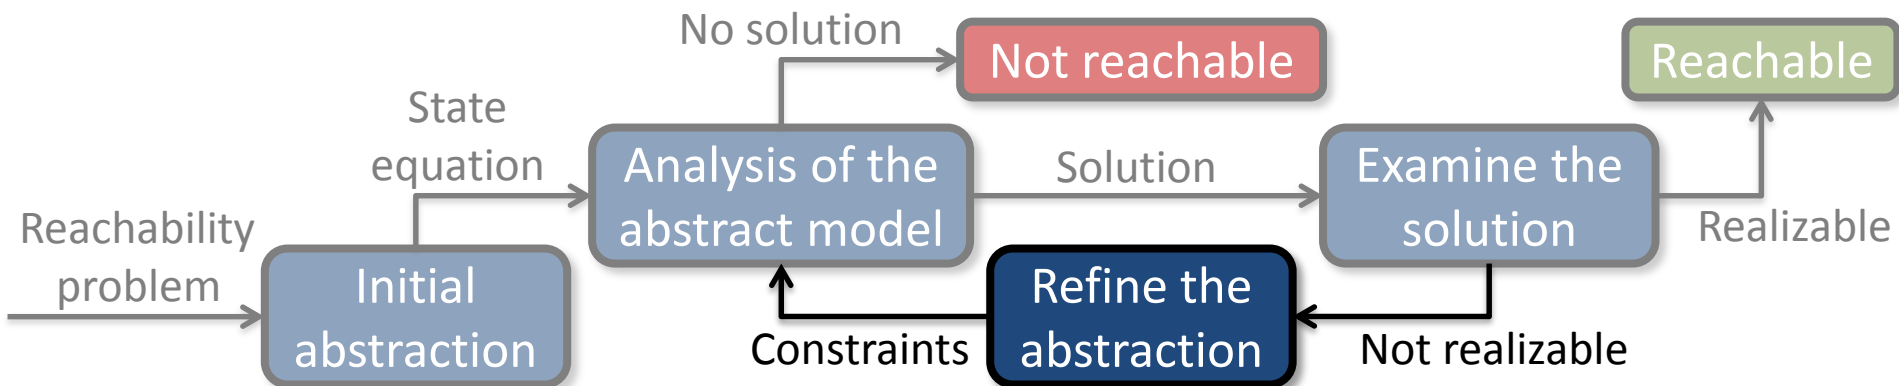 No solution
Not reachable
Reachable
State
equation
Analysis of the
abstract model
Solution
Examine the
solution
Reachability
problem
Realizable
Initial
abstraction
Constraints
Refine the
abstraction
Not realizable